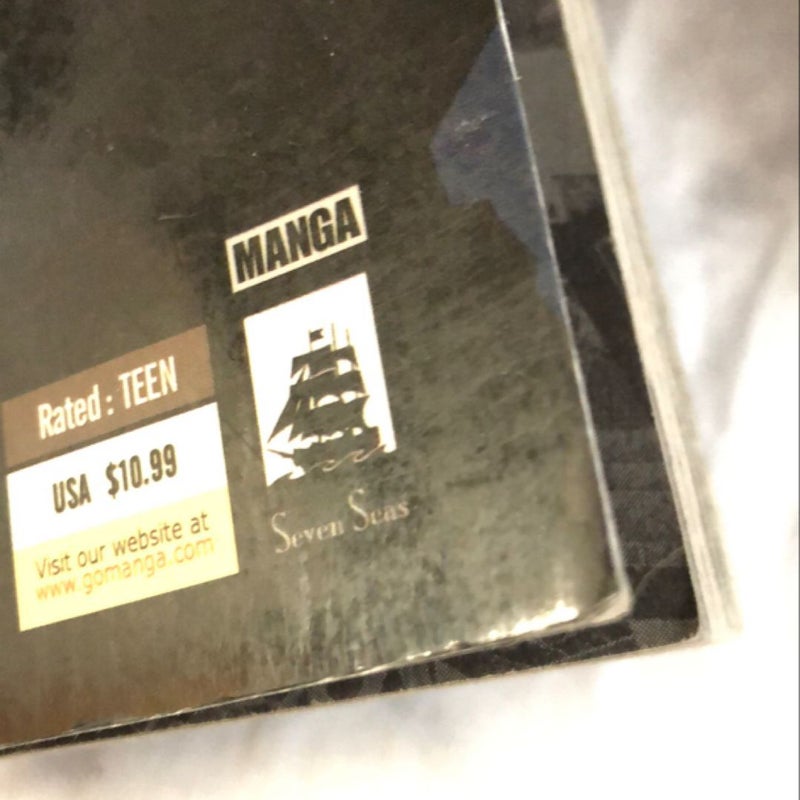 MANGA
Rated: TEEN
USA $10.99
Visit our website at
www.gomanga.com
Seven Seas